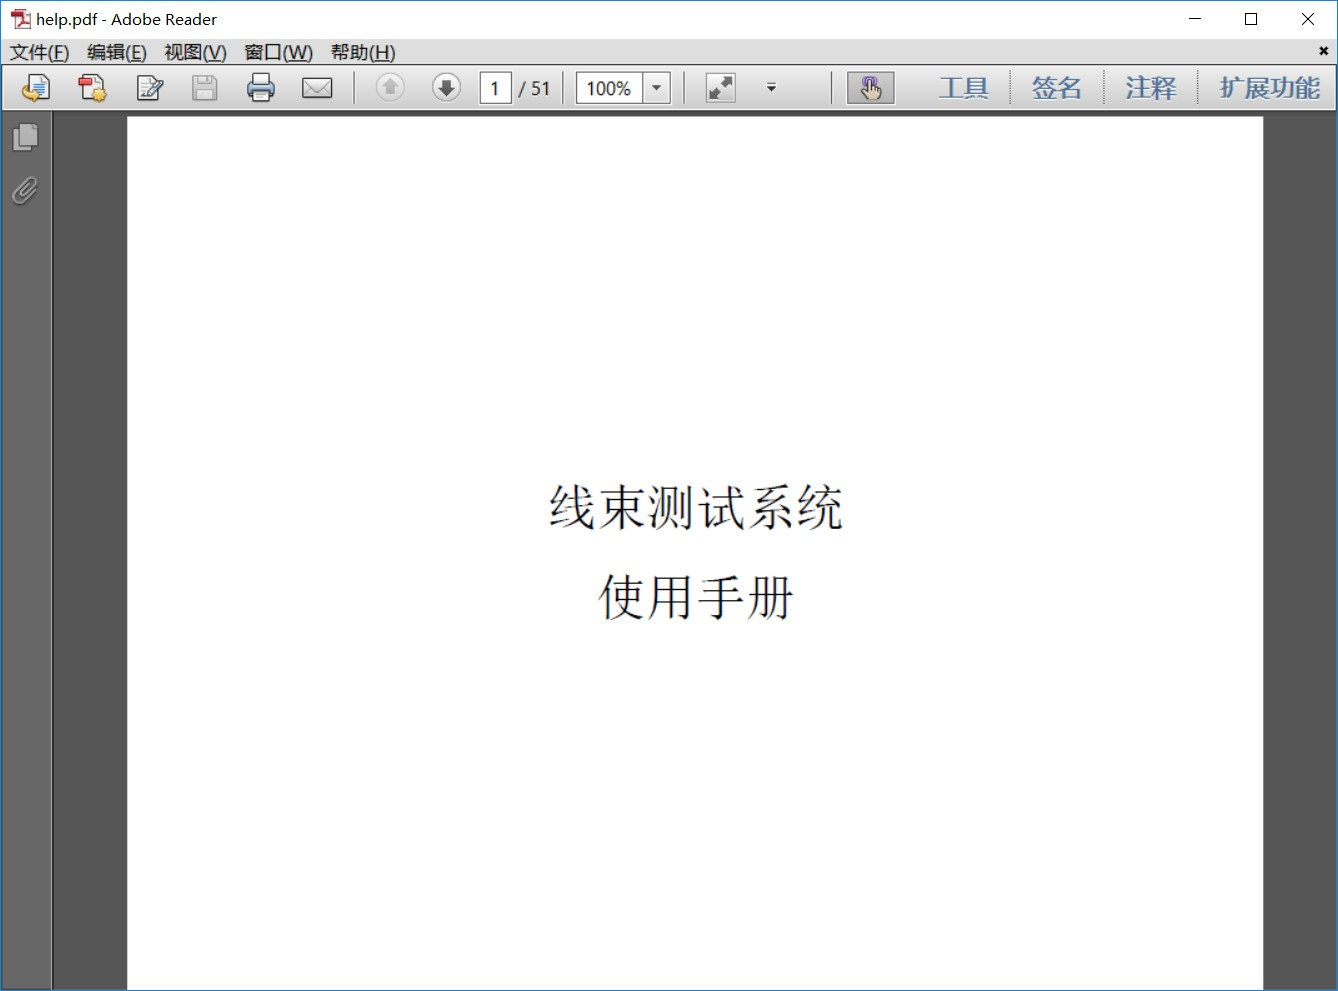 help.pdf - Adobe Reader
文件(F) 编辑(E) 视图(V) 窗口(W) 帮助(H)
1 / 51 100% 工具 签名 注释 扩展功能
线束测试系统
使用手册